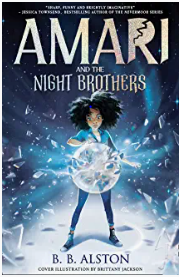 "SMART, FUNNY AND BRIGHTLY IMAGINATIVE"
– JESSICA TOWNSEND, BESTSELLING AUTHOR OF THE NEVERMOOR SERIES
AMARI
AND THE
NIGHT BROTHERS
B. B. ALSTON
COVER ILLUSTRATION BY BRITTANY JACKSON